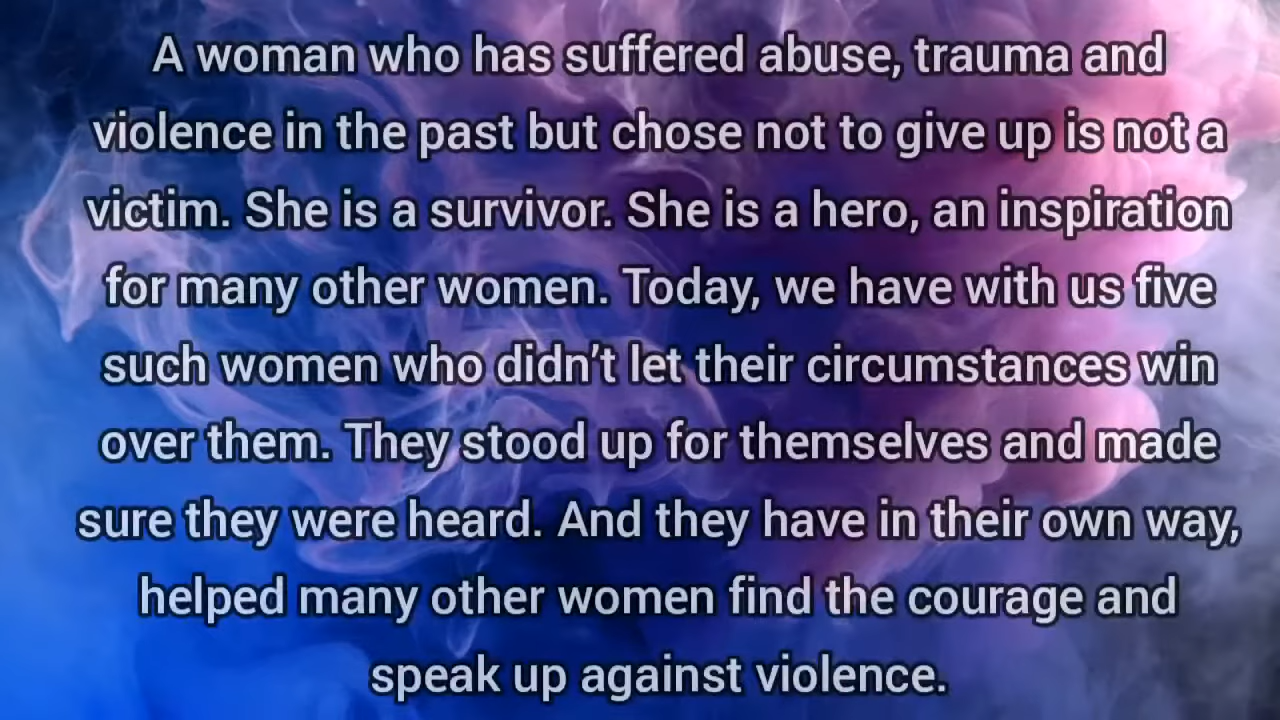 A woman who has suffered abuse, trauma and
violence in the past but chose not to give up is not a
victim. She is a survivor. She is a hero, an inspiration
for many other women. Today, we have with us five
such women who didn’t let their circumstances win
over them. They stood up for themselves and made
sure they were heard. And they have in their own way,
helped many other women find the courage and
speak up against violence.